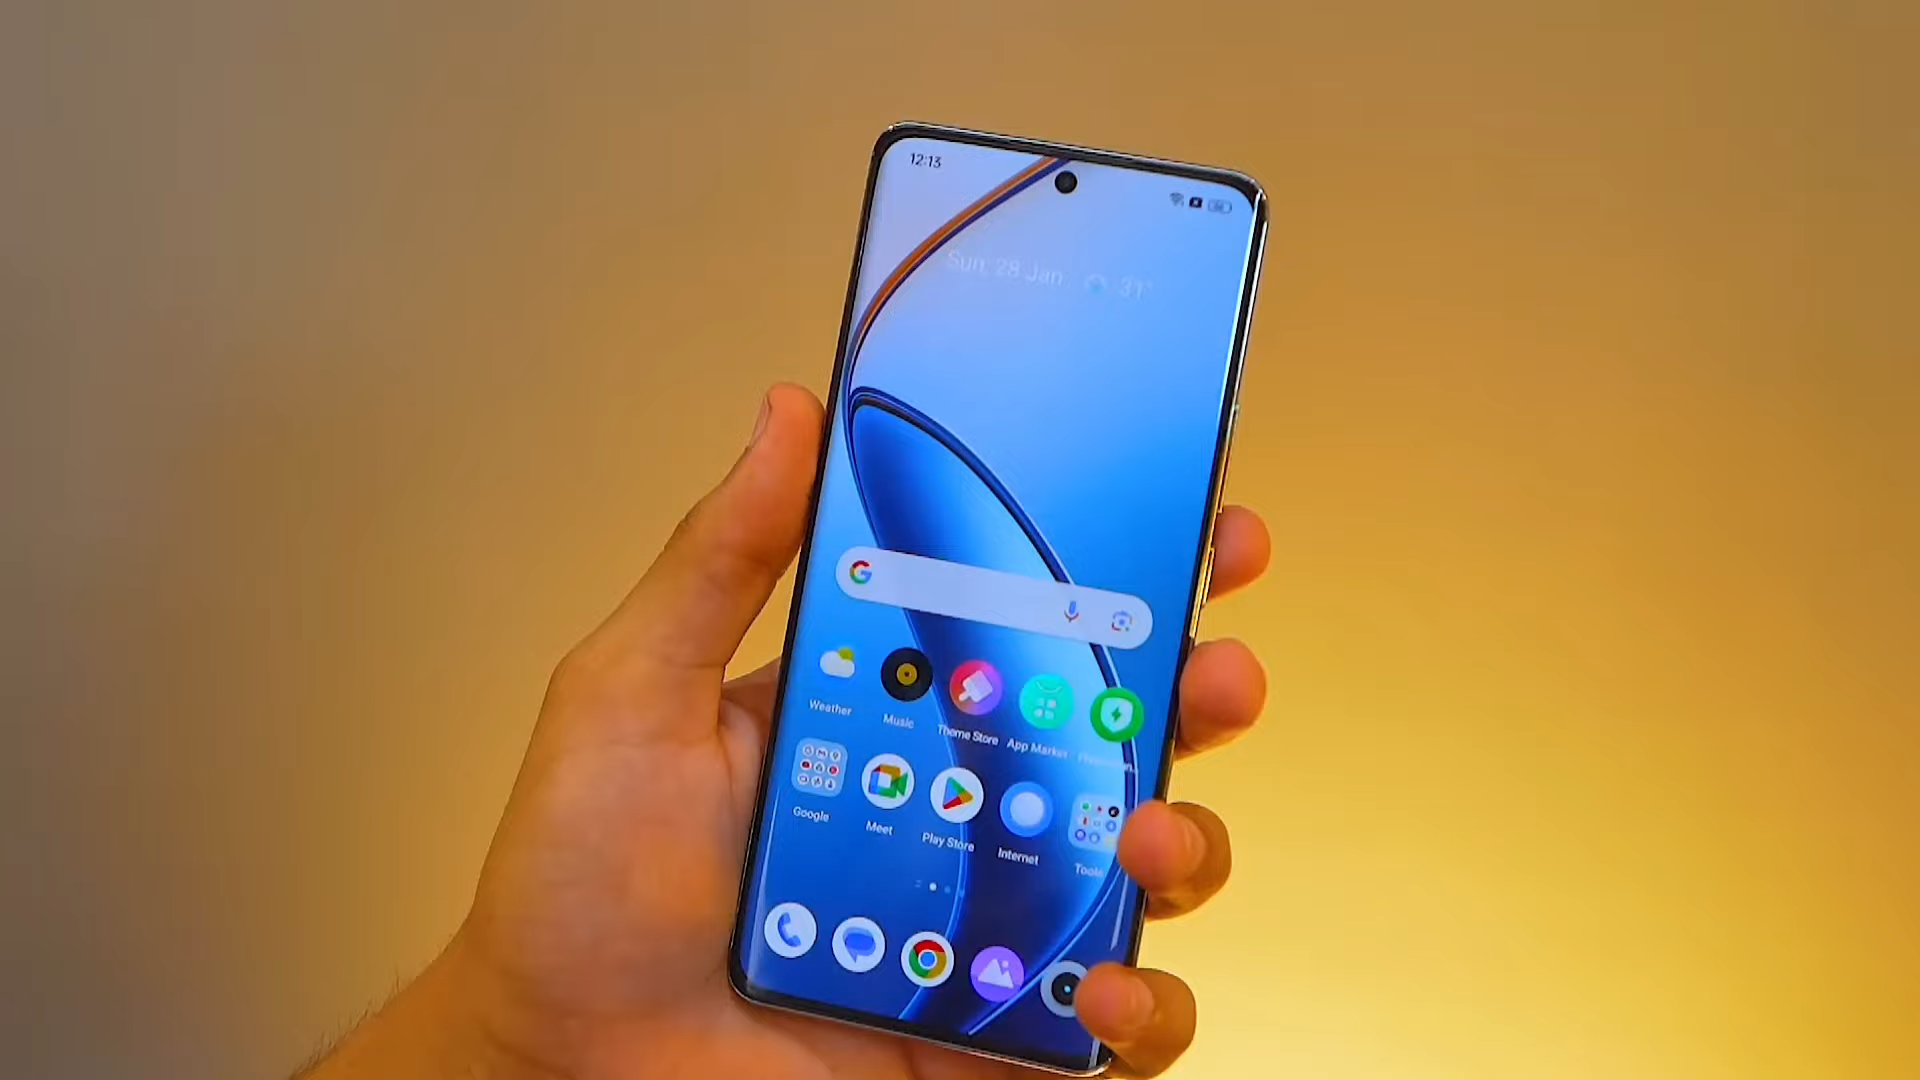 12:13
Sun, 28 Jan 31°
Weather
Music
Theme Store
App Market
Google
Meet
Play Store
Internet
Tools